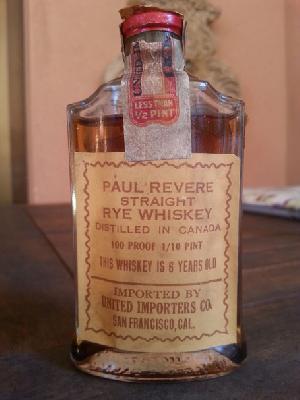 LESS THAN
1/2 PINT
PAUL REVERE
STRAIGHT
RYE WHISKEY
DISTILLED IN CANADA
100 PROOF 1/10 PINT
THIS WHISKEY IS 6 YEARS OLD
IMPORTED BY
UNITED IMPORTERS CO.
SAN FRANCISCO, CAL.